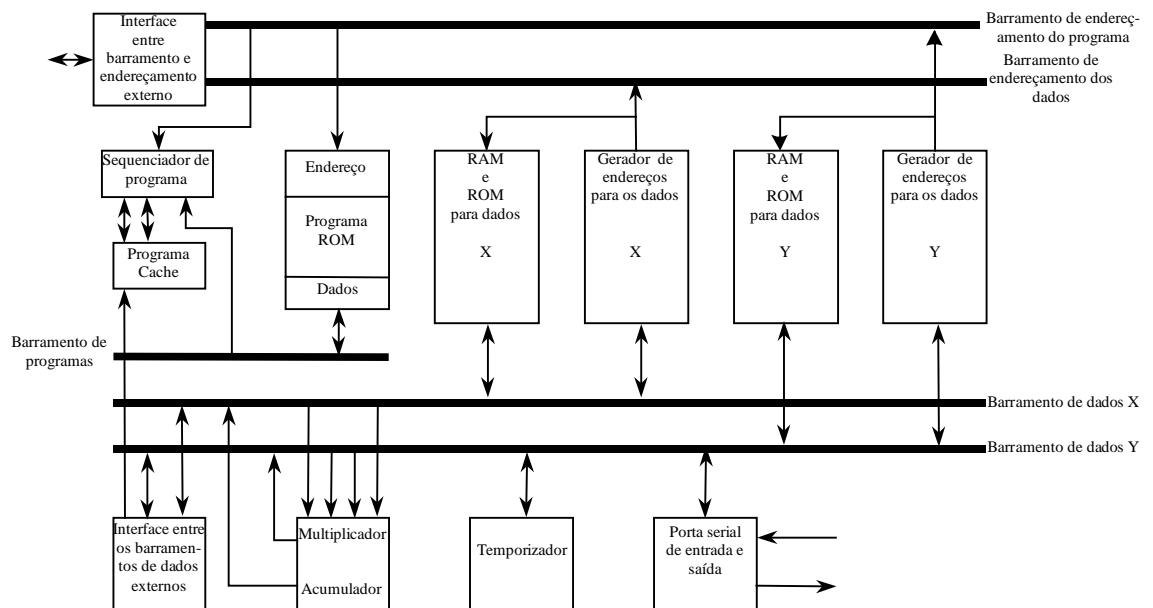 Interface
entre
barramento e
endereçamento
externo
Barramento de endereç-
amento do programa
Barramento de
endereçamento dos
dados
Sequenciador de
programa
Programa
Cache
Endereço
Programa
ROM
Dados
RAM
e
ROM
para dados
X
Gerador de
endereços
para os dados
X
RAM
e
ROM
para dados
Y
Gerador de
endereços
para os dados
Y
Barramento de
programas
Barramento de dados X
Barramento de dados Y
Interface entre
os barramen-
tos de dados
externos
Multiplicador
Acumulador
Temporizador
Porta serial
de entrada e
saída